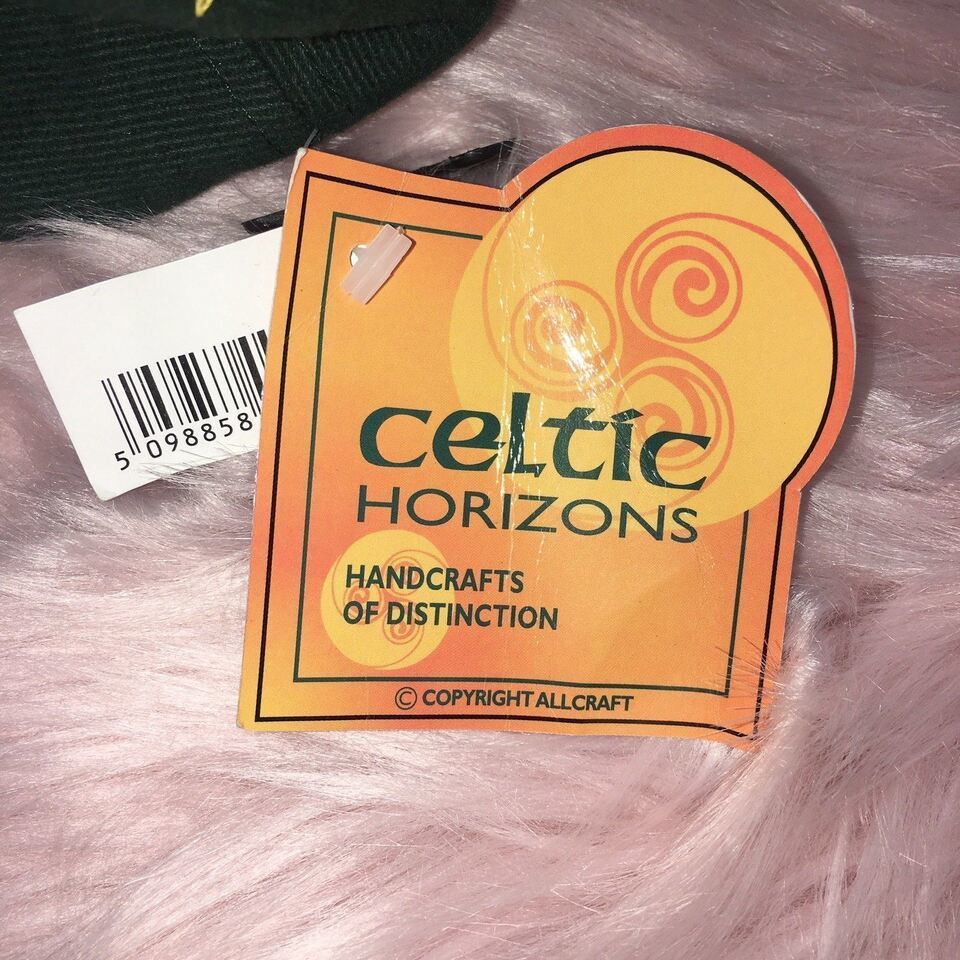 celtic
HORIZONS
HANDCRAFTS
OF DISTINCTION
© COPYRIGHT ALLCRAFT
5 098858